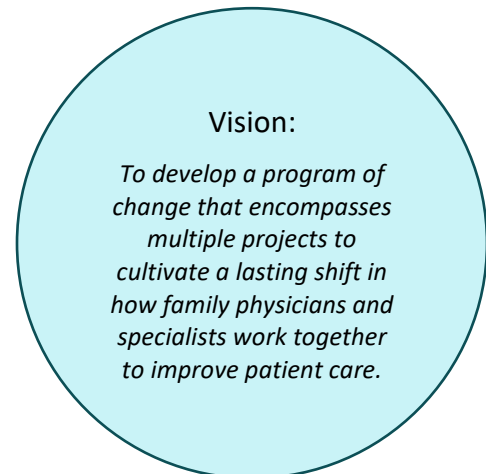 Vision:
To develop a program of
change that encompasses
multiple projects to
cultivate a lasting shift in
how family physicians and
specialists work together
to improve patient care.